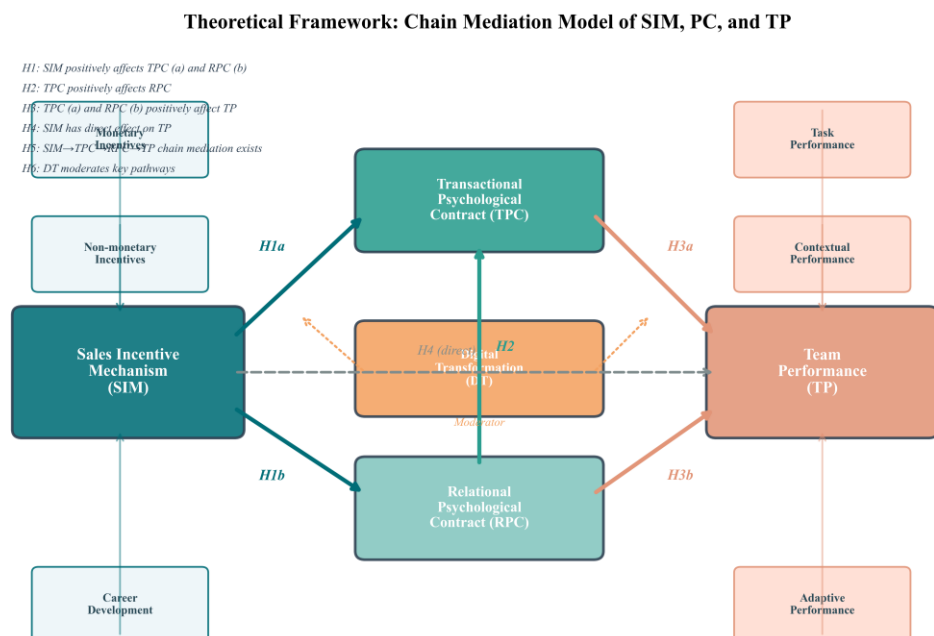 Theoretical Framework: Chain Mediation Model of SIM, PC, and TP
H1: SIM positively affects TPC (a) and RPC (b)
H2: TPC positively affects RPC
H3: TPC (a) and RPC (b) positively affect TP
H4: SIM has direct effect on TP
H5: SIM→TPC→RPC→TP chain mediation exists
H6: DT moderates key pathways
Monetary
Incentives
Non-monetary
Incentives
Sales Incentive
Mechanism
(SIM)
Career
Development
H1a
H1b
Transactional
Psychological
Contract (TPC)
H4 (direct)
H2
Digital
Transformation
(DT)
Moderator
Relational
Psychological
Contract (RPC)
H3a
H3b
Task
Performance
Contextual
Performance
Team
Performance
(TP)
Adaptive
Performance